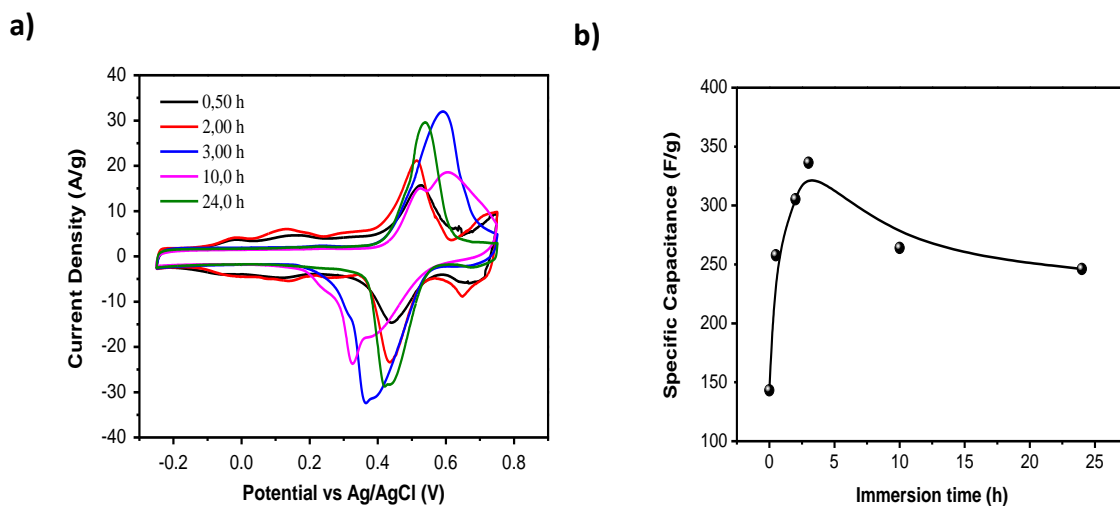 a)
Current Density (A/g)
40
30
20
10
0
-10
-20
-30
-40
0,50 h
2,00 h
3,00 h
10,0 h
24,0 h
-0.2 0.0 0.2 0.4 0.6 0.8
Potential vs Ag/AgCl (V)
b)
Specific Capacitance (F/g)
400
350
300
250
200
150
100
0 5 10 15 20 25
Immersion time (h)